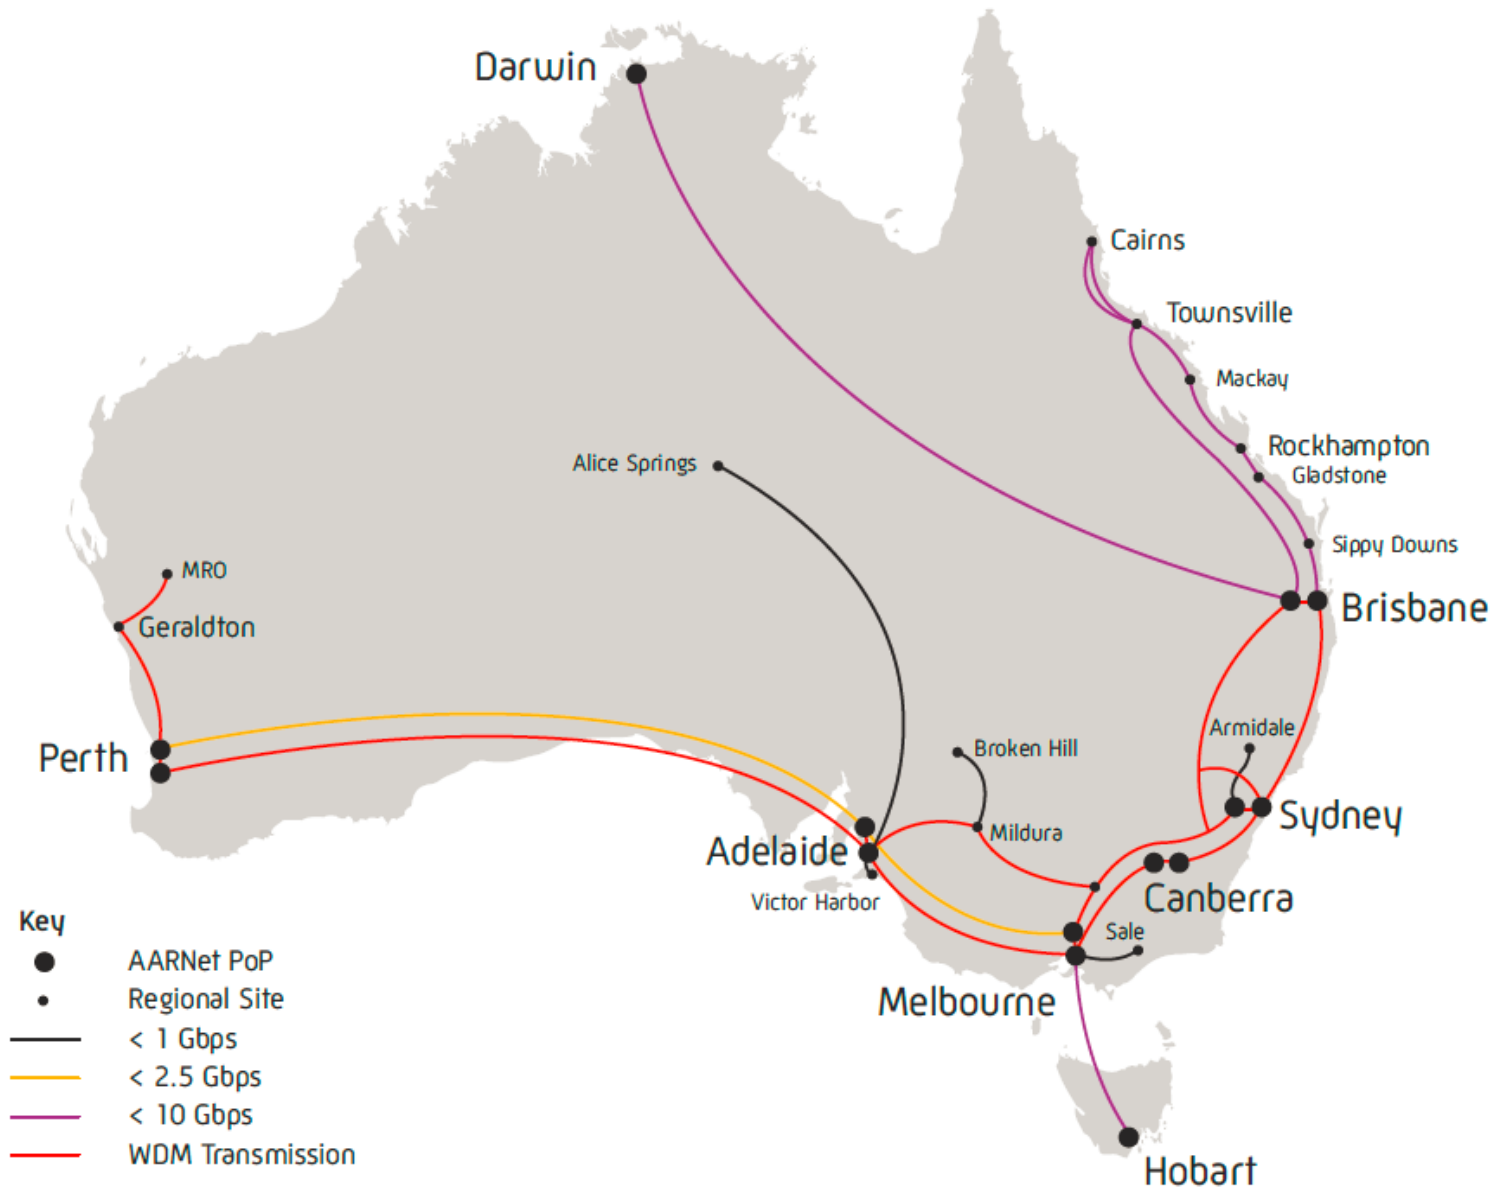 Darwin
Cairns
Townsville
Mackay
Rockhampton
Gladstone
Alice Springs
Sippy Downs
MRO
Brisbane
Geraldton
Armidale
Broken Hill
Perth
Sydney
Mildura
Adelaide
Canberra
Victor Harbor
Sale
Melbourne
Hobart
Key
AARNet PoP
Regional Site
< 1 Gbps
< 2.5 Gbps
< 10 Gbps
WDM Transmission